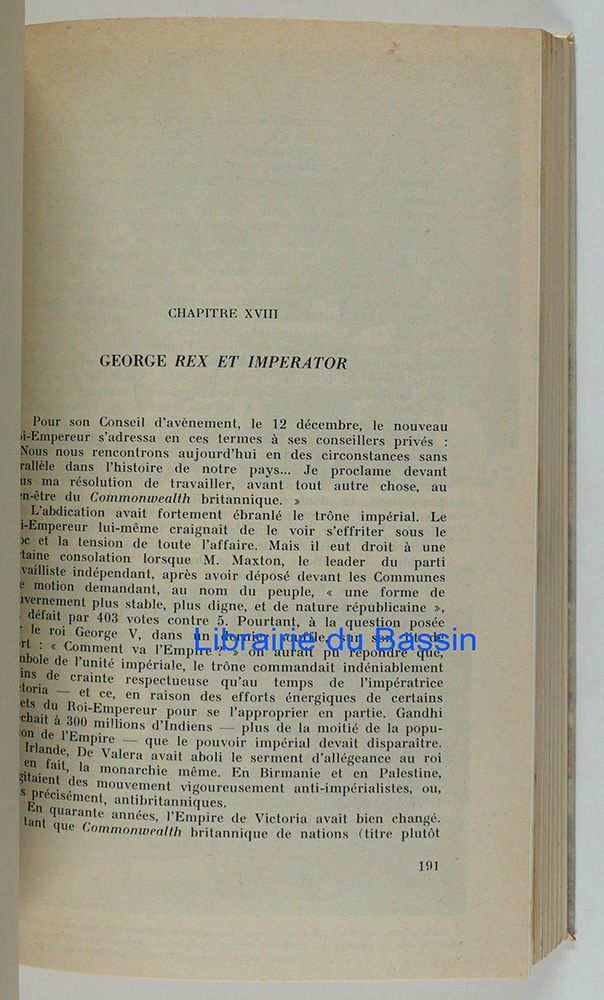 CHAPITRE XVIII
GEORGE REX ET IMPERATOR
Pour son Conseil d'avènement, le 12 décembre, le nouveau
i-Empereur s'adressa en ces termes à ses conseillers privés :
Nous nous rencontrons aujourd'hui en des circonstances sans
rallèle dans l'histoire de notre pays... Je proclame devant
us ma résolution de travailler, avant tout autre chose, au
n-être du Commonwealth britannique. »
L'abdication avait fortement ébranlé le trône impérial. Le
i-Empereur lui-même craignait de le voir s'effriter sous le
oc et la tension de toute l'affaire. Mais il eut droit à une
taine consolation lorsque M. Maxton, le leader du parti
vailliste indépendant, après avoir déposé devant les Communes
e motion demandant, au nom du peuple, « une forme de
uvernement plus stable, plus digne, et de nature républicaine »,
défait par 403 votes contre 5. Pourtant, à la question posée
le roi George V, dans un dernier souffle, sur son lit de
rt : « Comment va l'Empire ? » on aurait pu répondre que,
nbole de l'unité impériale, le trône commandait indéniablement
ins de crainte respectueuse qu'au temps de l'impératrice
toria — et ce, en raison des efforts énergiques de certains
ets du Roi-Empereur pour se l'approprier en partie. Gandhi
chait à 300 millions d'Indiens — plus de la moitié de la popu-
on de l'Empire — que le pouvoir impérial devait disparaître.
Irlande, De Valera avait aboli le serment d'allégeance au roi
en fait, la monarchie même. En Birmanie et en Palestine,
gitaient des mouvement vigoureusement anti-impérialistes, ou,
s précisément, antibritanniques.
En quarante années, l'Empire de Victoria avait bien changé.
tant que Commonwealth britannique de nations (titre plutôt
191
Librairie du Bassin